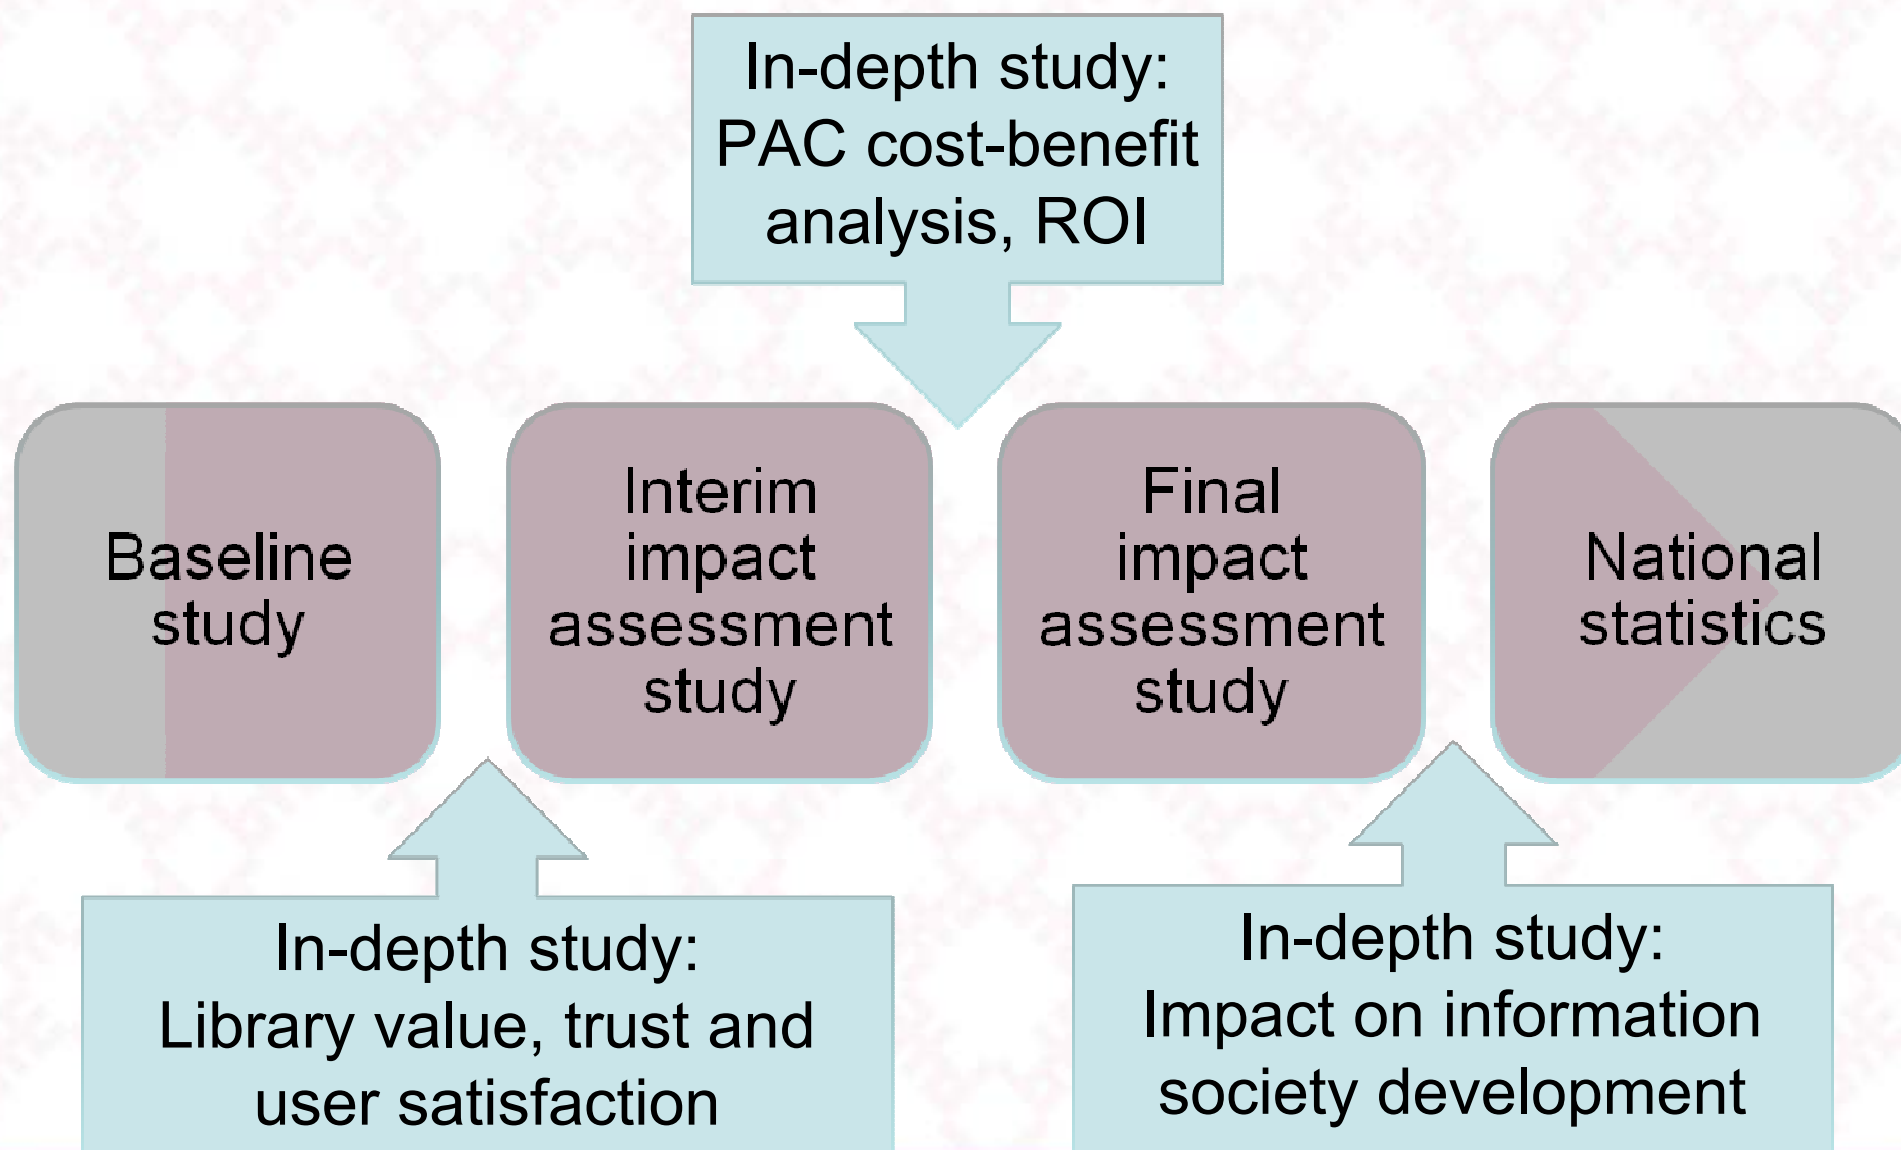 In-depth study:
PAC cost-benefit
analysis, ROI
Baseline
study
Interim
impact
assessment
study
Final
impact
assessment
study
National
statistics
In-depth study:
Library value, trust and
user satisfaction
In-depth study:
Impact on information
society development